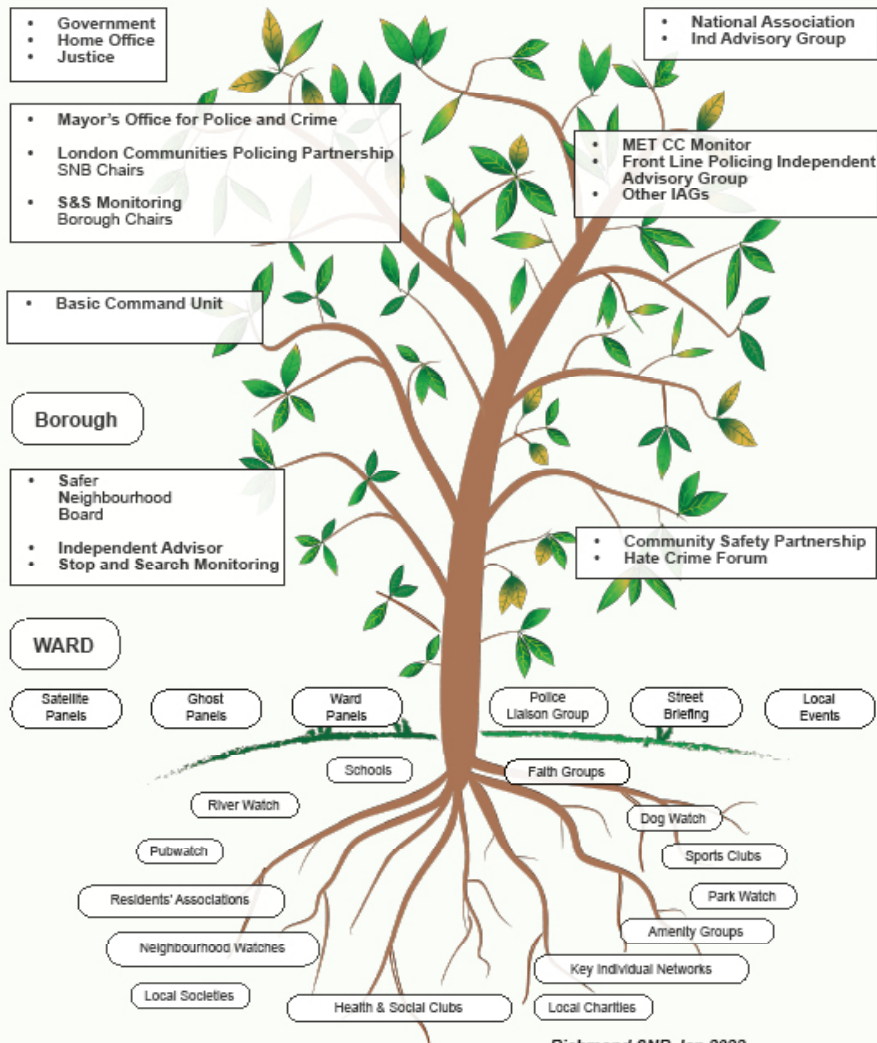 • Government
• Home Office
• Justice
• National Association
• Ind Advisory Group
• Mayor's Office for Police and Crime
• London Communities Policing Partnership
SNB Chairs
• S&S Monitoring
Borough Chairs
• MET CC Monitor
• Front Line Policing Independent
Advisory Group
• Other IAGs
• Basic Command Unit
Borough
• Safer
Neighbourhood
Board
• Independent Advisor
• Stop and Search Monitoring
• Community Safety Partnership
• Hate Crime Forum
WARD
Satellite
Panels
Ghost
Panels
Ward
Panels
Police
Liaison Group
Street
Briefing
Local
Events
Schools
Faith Groups
River Watch
Dog Watch
Pubwatch
Sports Clubs
Residents' Associations
Park Watch
Amenity Groups
Neighbourhood Watches
Key Individual Networks
Local Societies
Health & Social Clubs
Local Charities